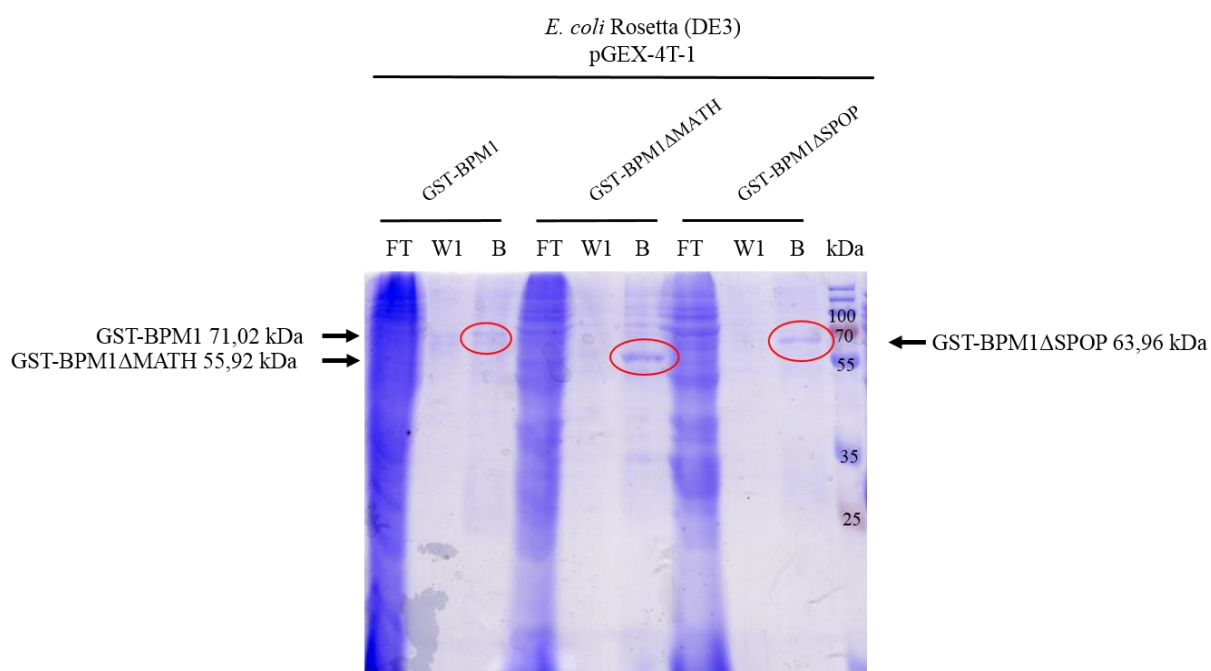 E. coli Rosetta (DE3)
pGEX-4T-1
GST-BPM1
GST-BPM1ΔMATH
GST-BPM1ΔSPOP
FT W1 B FT W1 B FT W1 B kDa
100
GST-BPM1 71,02 kDa
70
GST-BPM1ΔSPOP 63,96 kDa
GST-BPM1ΔMATH 55,92 kDa
55
35
25